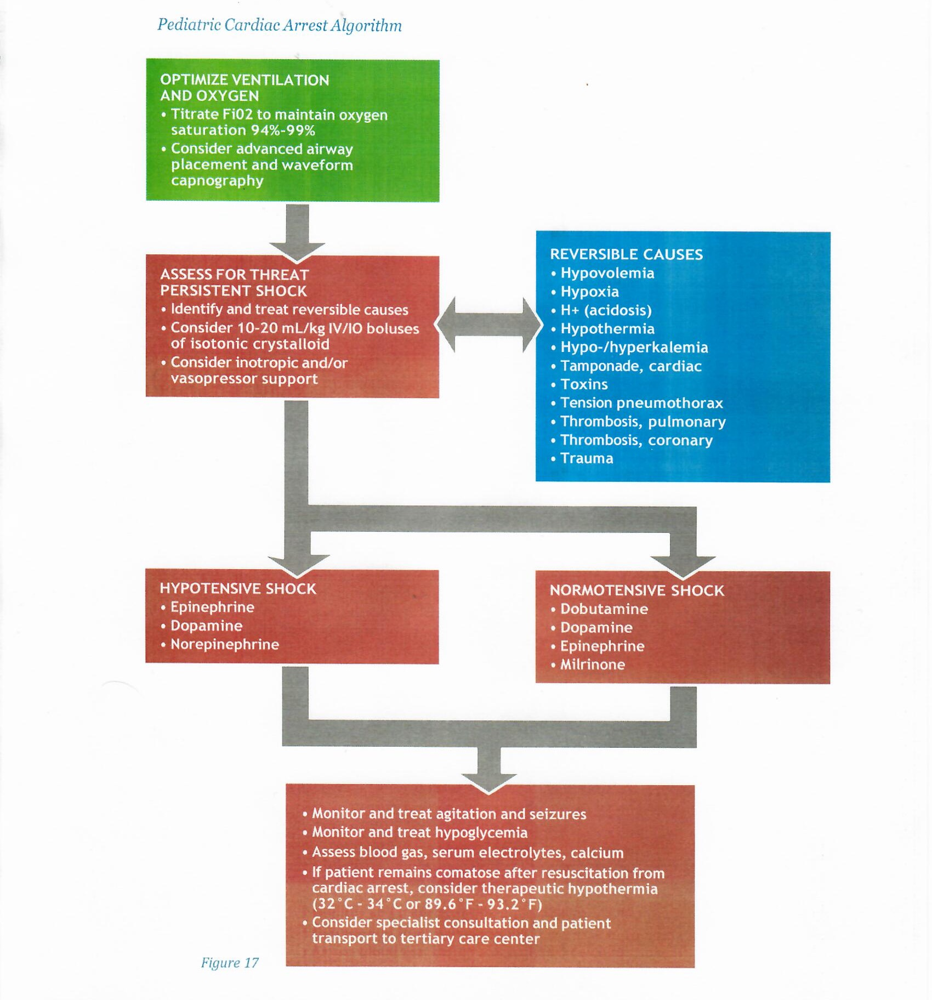 Pediatric Cardiac Arrest Algorithm
OPTIMIZE VENTILATION
AND OXYGEN
• Titrate Fi02 to maintain oxygen
saturation 94%-99%
• Consider advanced airway
placement and waveform
capnography
ASSESS FOR THREAT
PERSISTENT SHOCK
• Identify and treat reversible causes
• Consider 10-20 mL/kg IV/IO boluses
of isotonic crystalloid
• Consider inotropic and/or
vasopressor support
REVERSIBLE CAUSES
• Hypovolemia
• Hypoxia
• H+ (acidosis)
• Hypothermia
• Hypo-/hyperkalemia
• Tamponade, cardiac
• Toxins
• Tension pneumothorax
• Thrombosis, pulmonary
• Thrombosis, coronary
• Trauma
HYPOTENSIVE SHOCK
• Epinephrine
• Dopamine
• Norepinephrine
NORMOTENSIVE SHOCK
• Dobutamine
• Dopamine
• Epinephrine
• Milrinone
• Monitor and treat agitation and seizures
• Monitor and treat hypoglycemia
• Assess blood gas, serum electrolytes, calcium
• If patient remains comatose after resuscitation from
cardiac arrest, consider therapeutic hypothermia
(32°C - 34°C or 89.6°F - 93.2°F)
• Consider specialist consultation and patient
transport to tertiary care center
Figure 17